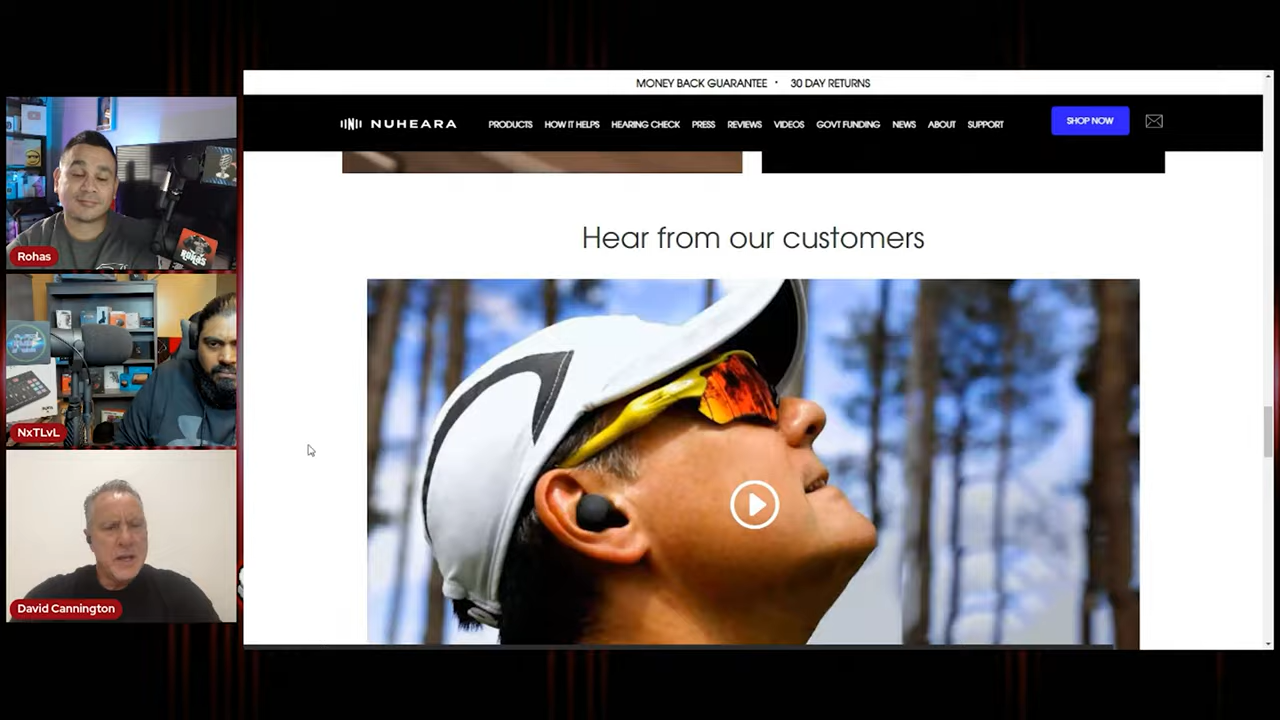 MONEY BACK GUARANTEE · 30 DAY RETURNS
NUHEARA PRODUCTS HOW IT HELPS HEARING CHECK PRESS REVIEWS VIDEOS GOVT FUNDING NEWS ABOUT SUPPORT SHOP NOW
Hear from our customers
Rohas
ROHAS
NxTLvL
David Cannington